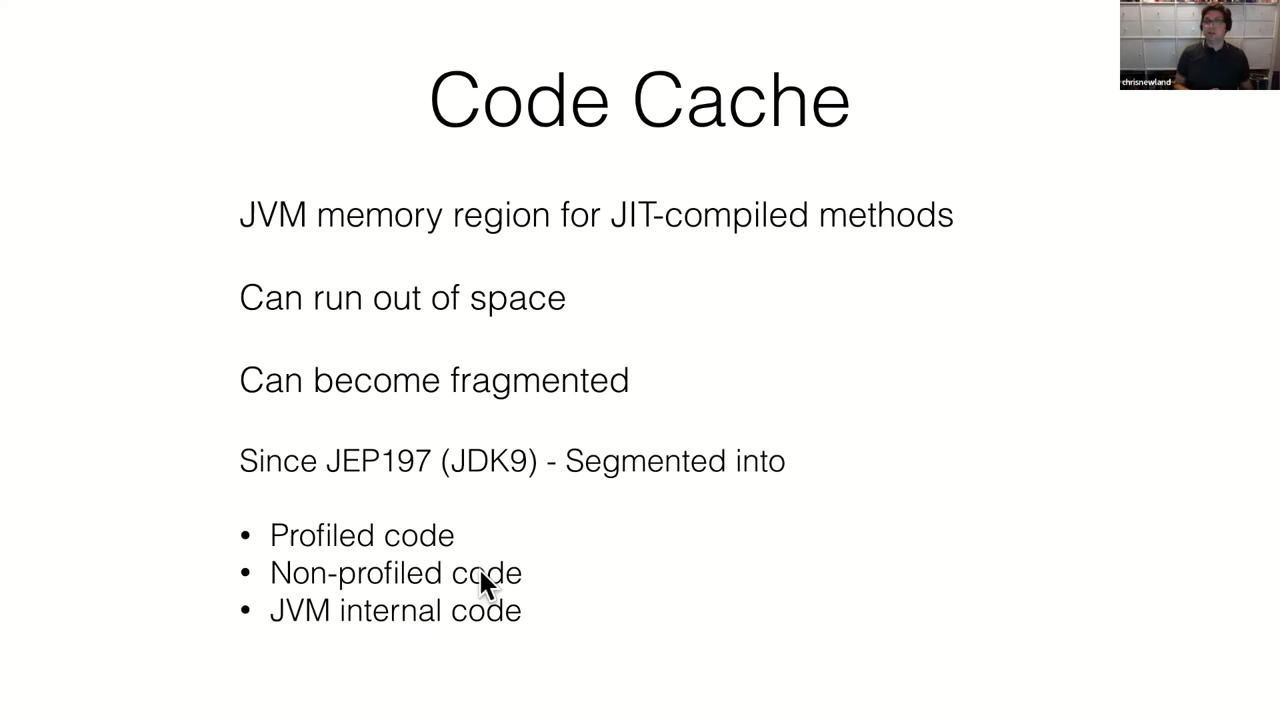 Code Cache
chrisnewland
JVM memory region for JIT-compiled methods
Can run out of space
Can become fragmented
Since JEP197 (JDK9) - Segmented into
• Profiled code
• Non-profiled code
• JVM internal code